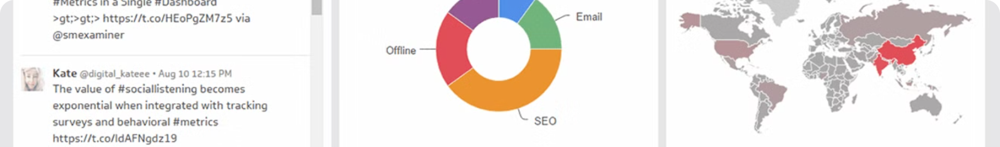 #Metrics in a Single #Dashboard
>gt;>gt;> https://t.co/HEoPgZM7z5 via
@smexaminer
Kate @digital_kateee • Aug 10 12:15 PM
The value of #sociallistening becomes
exponential when integrated with tracking
surveys and behavioral #metrics
https://t.co/ldAFNgdz19
Email
Offline
SEO